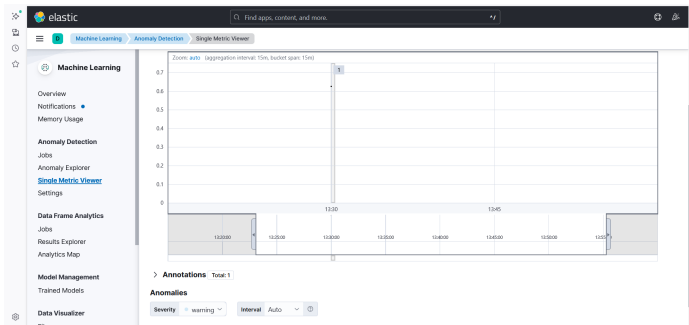 elastic
Find apps, content, and more.
D Machine Learning Anomaly Detection Single Metric Viewer
Machine Learning
Overview
Notifications
Memory Usage
Anomaly Detection
Jobs
Anomaly Explorer
Single Metric Viewer
Settings
Data Frame Analytics
Jobs
Results Explorer
Analytics Map
Model Management
Trained Models
Data Visualizer
Zoom: auto (aggregation interval: 15m, bucket span: 15m)
1
0.7
0.6
0.5
0.4
0.3
0.2
0.1
0
13:30 13:45
13:20:00 13:25:00 13:30:00 13:35:00 13:40:00 13:45:00 13:50:00
Annotations Total: 1
Anomalies
Severity warning Interval Auto